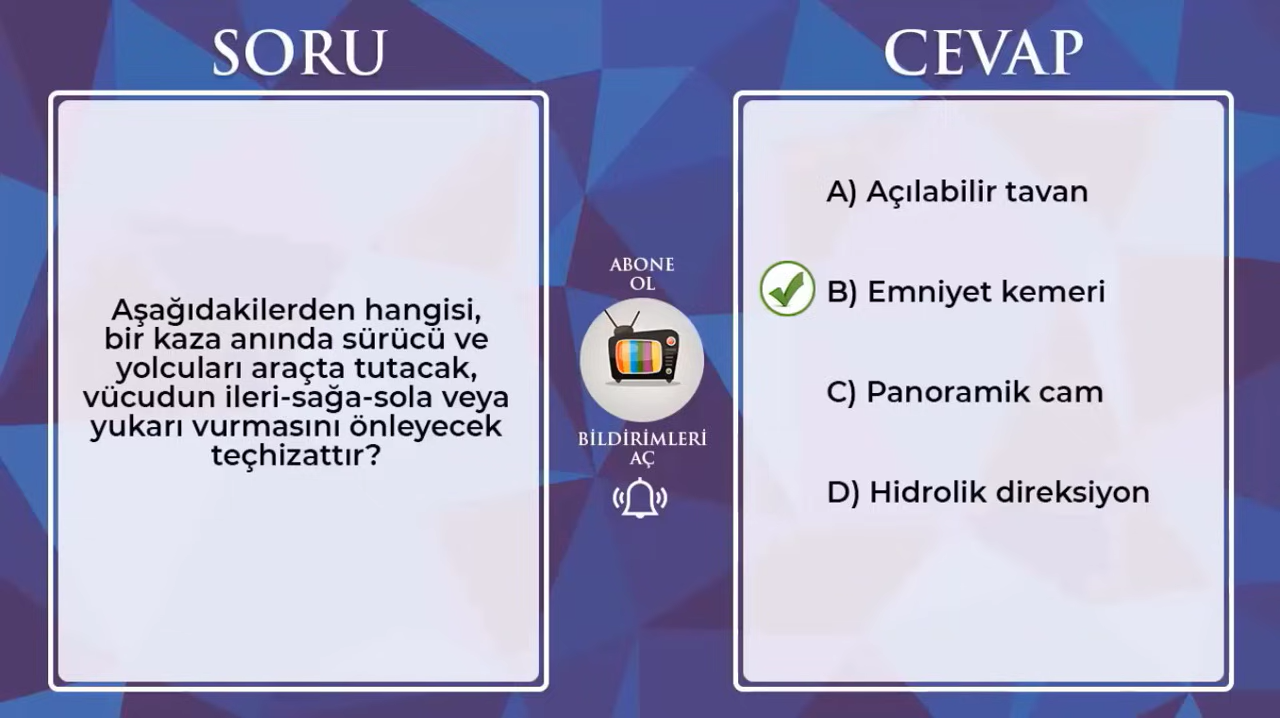 SORU
Aşağıdakilerden hangisi,
bir kaza anında sürücü ve
yolcuları araçta tutacak,
vücudun ileri-sağa-sola veya
yukarı vurmasını önleyecek
teçhizattır?
ABONE
OL
BİLDİRİMLERİ
AÇ
CEVAP
A) Açılabilir tavan
B) Emniyet kemeri
C) Panoramik cam
D) Hidrolik direksiyon